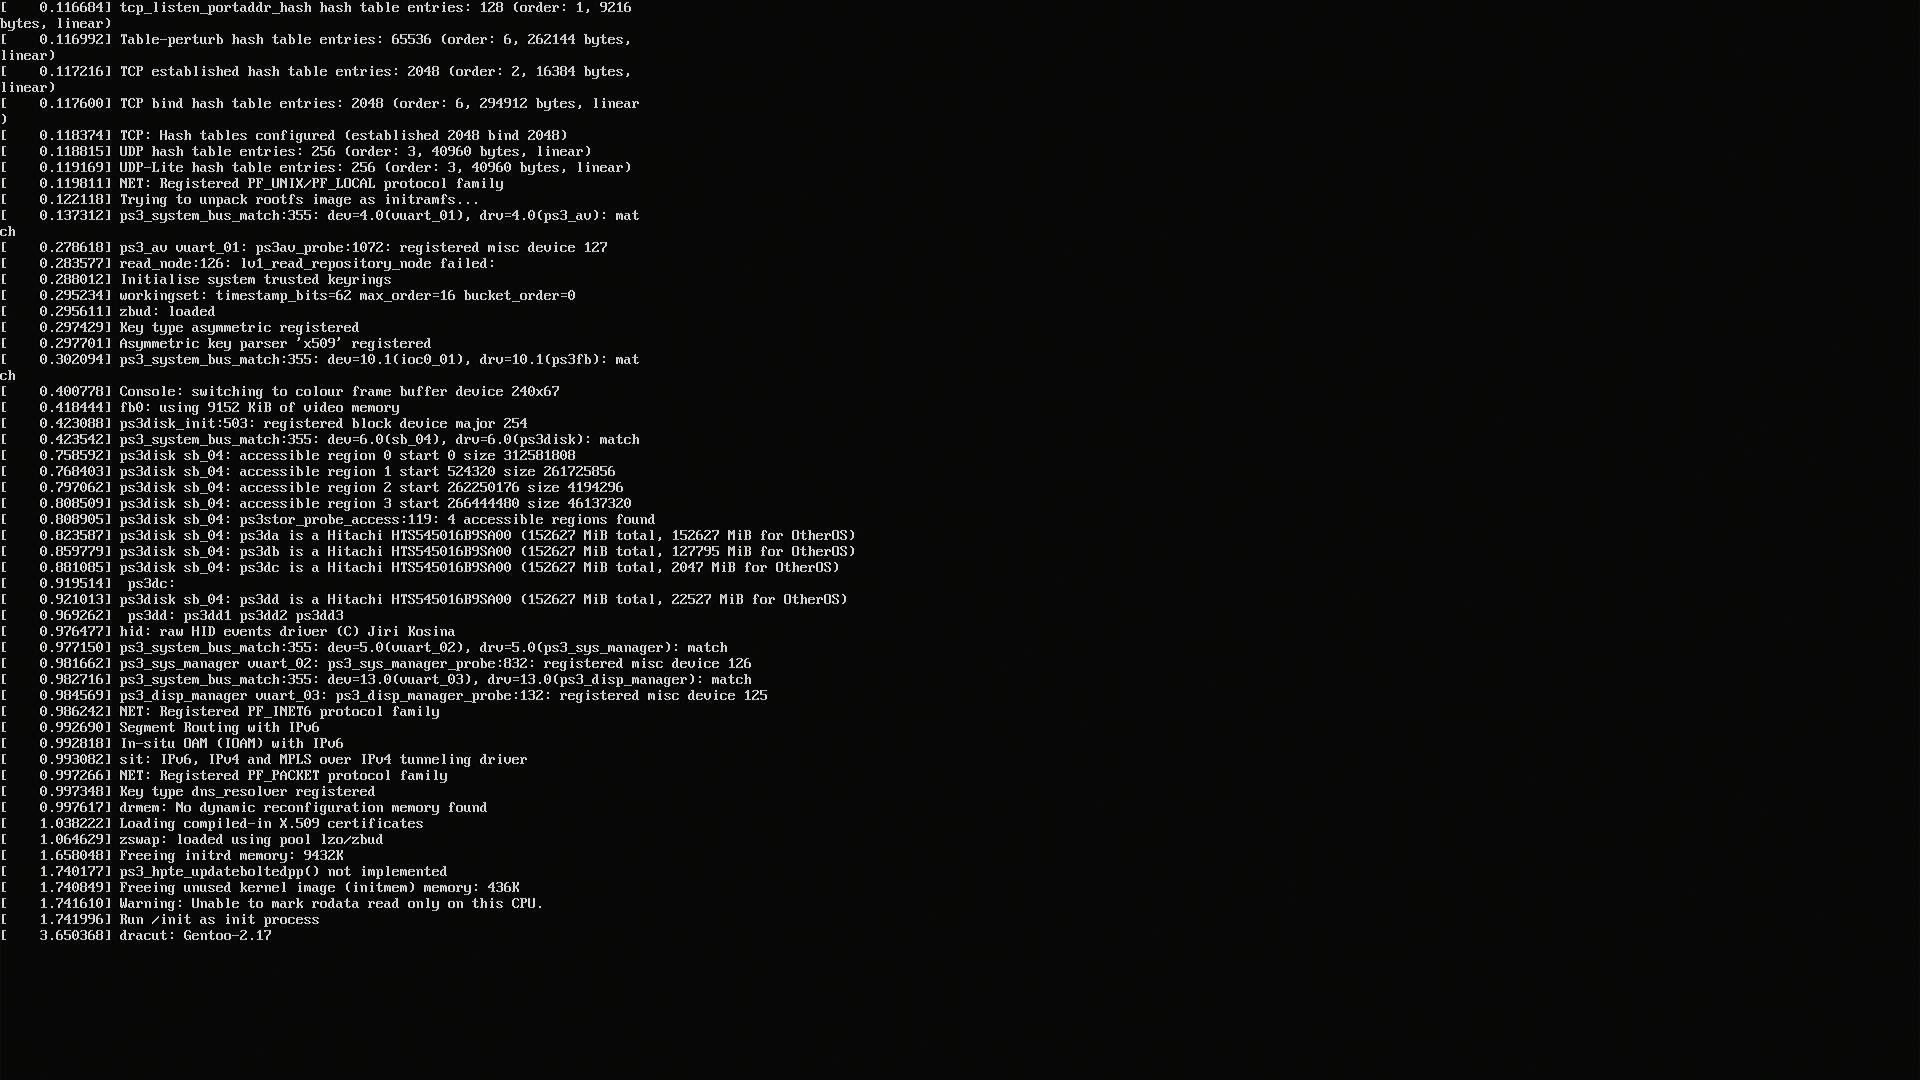 [    0.116684] tcp_listen_portaddr_hash hash table entries: 128 (order: 1, 9216
bytes, linear)
[    0.116992] Table-perturb hash table entries: 65536 (order: 6, 262144 bytes,
linear)
[    0.117216] TCP established hash table entries: 2048 (order: 2, 16384 bytes,
linear)
[    0.117600] TCP bind hash table entries: 2048 (order: 6, 294912 bytes, linear
)
[    0.118374] TCP: Hash tables configured (established 2048 bind 2048)
[    0.118815] UDP hash table entries: 256 (order: 3, 40960 bytes, linear)
[    0.119169] UDP-Lite hash table entries: 256 (order: 3, 40960 bytes, linear)
[    0.119811] NET: Registered PF_UNIX/PF_LOCAL protocol family
[    0.122118] Trying to unpack rootfs image as initramfs...
[    0.137312] ps3_system_bus_match:355: dev=4.0(vuart_01), drv=4.0(ps3_av): mat
ch
[    0.278618] ps3_av vuart_01: ps3av_probe:1072: registered misc device 127
[    0.283577] read_node:126: lv1_read_repository_node failed:
[    0.288012] Initialise system trusted keyrings
[    0.295234] workingset: timestamp_bits=62 max_order=16 bucket_order=0
[    0.295611] zbud: loaded
[    0.297429] Key type asymmetric registered
[    0.297701] Asymmetric key parser 'x509' registered
[    0.302094] ps3_system_bus_match:355: dev=10.1(ioc0_01), drv=10.1(ps3fb): mat
ch
[    0.400778] Console: switching to colour frame buffer device 240x67
[    0.418444] fb0: using 9152 KiB of video memory
[    0.423088] ps3disk_init:503: registered block device major 254
[    0.423542] ps3_system_bus_match:355: dev=6.0(sb_04), drv=6.0(ps3disk): match
[    0.758592] ps3disk sb_04: accessible region 0 start 0 size 312581808
[    0.768403] ps3disk sb_04: accessible region 1 start 524320 size 261725856
[    0.797062] ps3disk sb_04: accessible region 2 start 262250176 size 4194296
[    0.808509] ps3disk sb_04: accessible region 3 start 266444480 size 46137320
[    0.808905] ps3disk sb_04: ps3stor_probe_access:119: 4 accessible regions found
[    0.823587] ps3disk sb_04: ps3da is a Hitachi HTS545016B9SA00 (152627 MiB total, 152627 MiB for OtherOS)
[    0.859779] ps3disk sb_04: ps3db is a Hitachi HTS545016B9SA00 (152627 MiB total, 127795 MiB for OtherOS)
[    0.881085] ps3disk sb_04: ps3dc is a Hitachi HTS545016B9SA00 (152627 MiB total, 2047 MiB for OtherOS)
[    0.919514]  ps3dc:
[    0.921013] ps3disk sb_04: ps3dd is a Hitachi HTS545016B9SA00 (152627 MiB total, 22527 MiB for OtherOS)
[    0.969262]  ps3dd: ps3dd1 ps3dd2 ps3dd3
[    0.976477] hid: raw HID events driver (C) Jiri Kosina
[    0.977150] ps3_system_bus_match:355: dev=5.0(vuart_02), drv=5.0(ps3_sys_manager): match
[    0.981662] ps3_sys_manager vuart_02: ps3_sys_manager_probe:832: registered misc device 126
[    0.982716] ps3_system_bus_match:355: dev=13.0(vuart_03), drv=13.0(ps3_disp_manager): match
[    0.984569] ps3_disp_manager vuart_03: ps3_disp_manager_probe:132: registered misc device 125
[    0.986242] NET: Registered PF_INET6 protocol family
[    0.992690] Segment Routing with IPv6
[    0.992818] In-situ OAM (IOAM) with IPv6
[    0.993082] sit: IPv6, IPv4 and MPLS over IPv4 tunneling driver
[    0.997266] NET: Registered PF_PACKET protocol family
[    0.997348] Key type dns_resolver registered
[    0.997617] drmem: No dynamic reconfiguration memory found
[    1.038222] Loading compiled-in X.509 certificates
[    1.064629] zswap: loaded using pool lzo/zbud
[    1.658048] Freeing initrd memory: 9432K
[    1.740177] ps3_hpte_updateboltedpp() not implemented
[    1.740849] Freeing unused kernel image (initmem) memory: 436K
[    1.741610] Warning: Unable to mark rodata read only on this CPU.
[    1.741996] Run /init as init process
[    3.650368] dracut: Gentoo-2.17